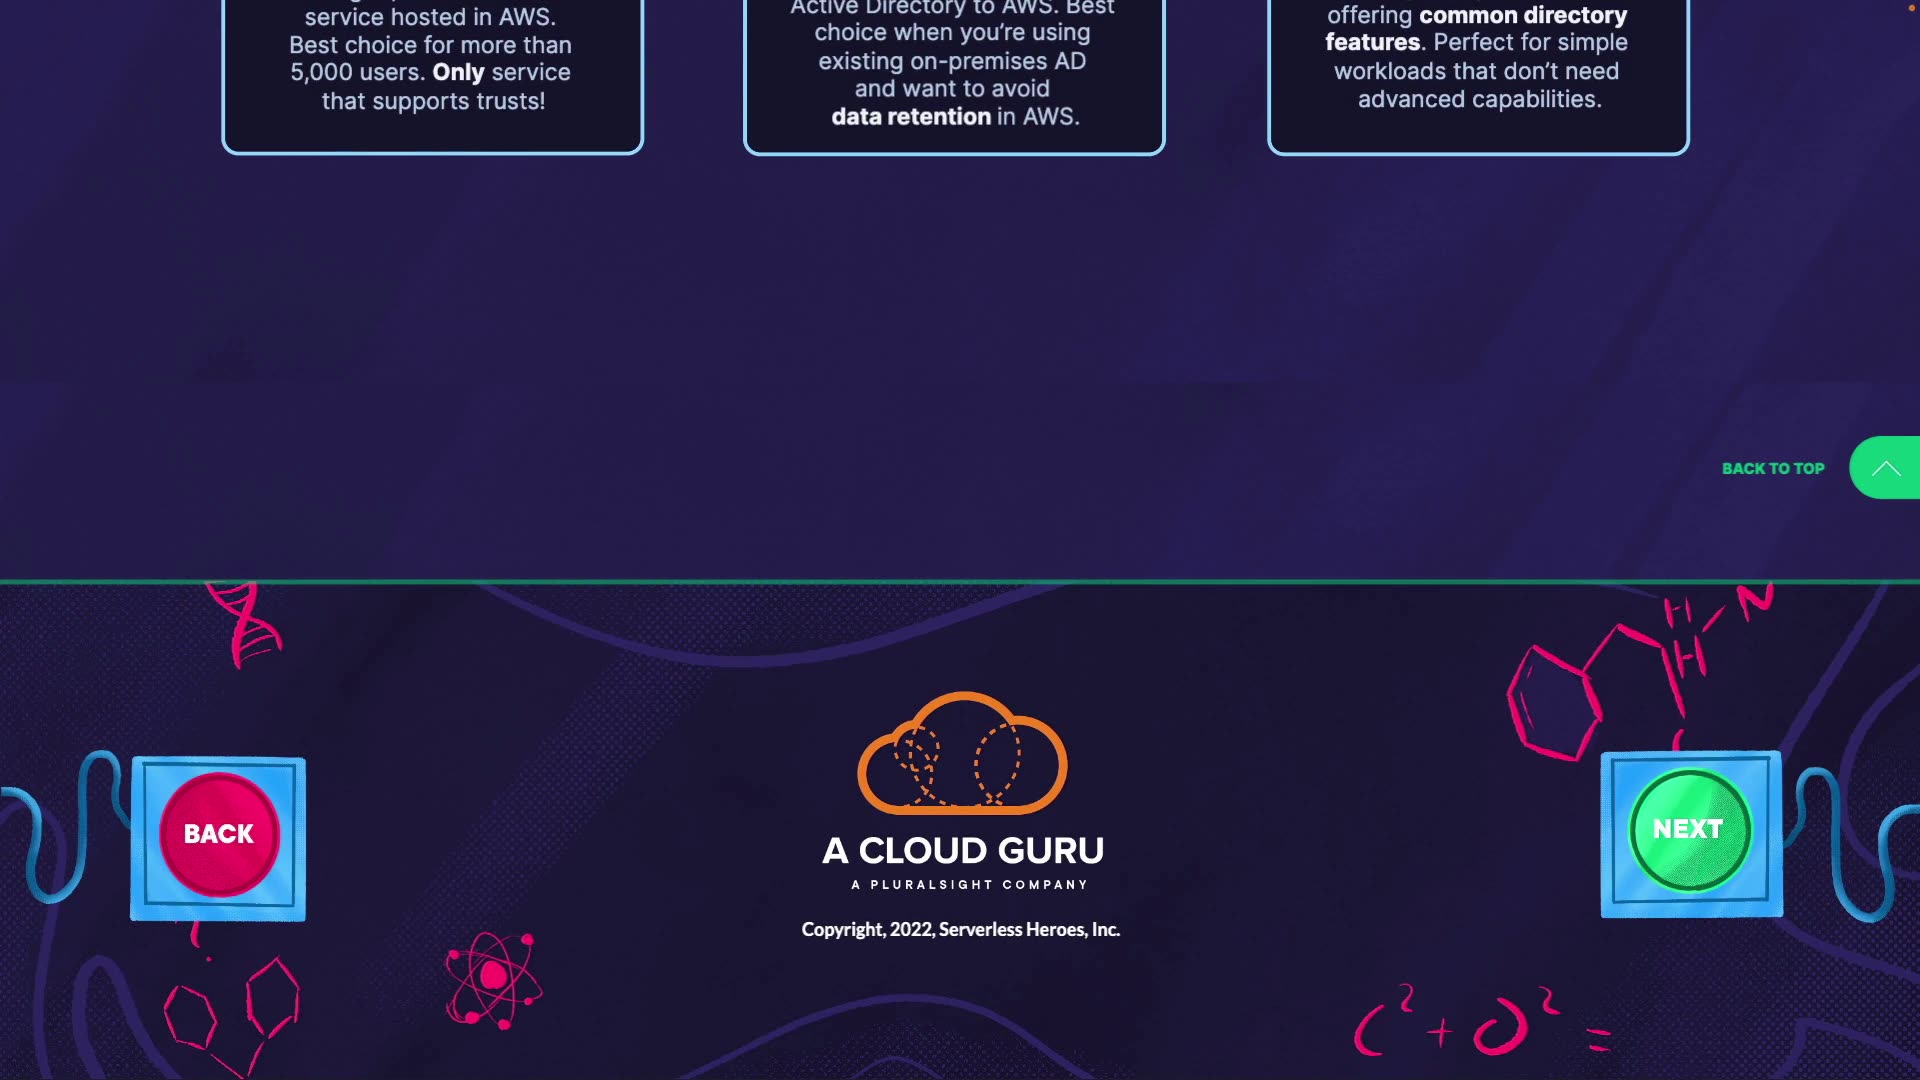 service hosted in AWS.
Best choice for more than
5,000 users. Only service
that supports trusts!
Active Directory to AWS. Best
choice when you’re using
existing on-premises AD
and want to avoid
data retention in AWS.
offering common directory
features. Perfect for simple
workloads that don’t need
advanced capabilities.
BACK TO TOP
H N
H
BACK
NEXT
A CLOUD GURU
A PLURALSIGHT COMPANY
Copyright, 2022, Serverless Heroes, Inc.
C² + O² =